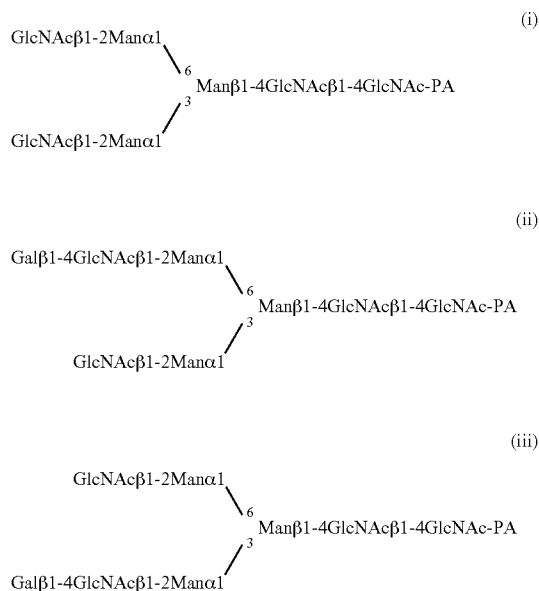 (i)
GlcNAcβ1-2Manα1
6
Manβ1-4GlcNAcβ1-4GlcNAc-PA
3
GlcNAcβ1-2Manα1
(ii)
Galβ1-4GlcNAcβ1-2Manα1
6
Manβ1-4GlcNAcβ1-4GlcNAc-PA
3
GlcNAcβ1-2Manα1
(iii)
GlcNAcβ1-2Manα1
6
Manβ1-4GlcNAcβ1-4GlcNAc-PA
3
Galβ1-4GlcNAcβ1-2Manα1